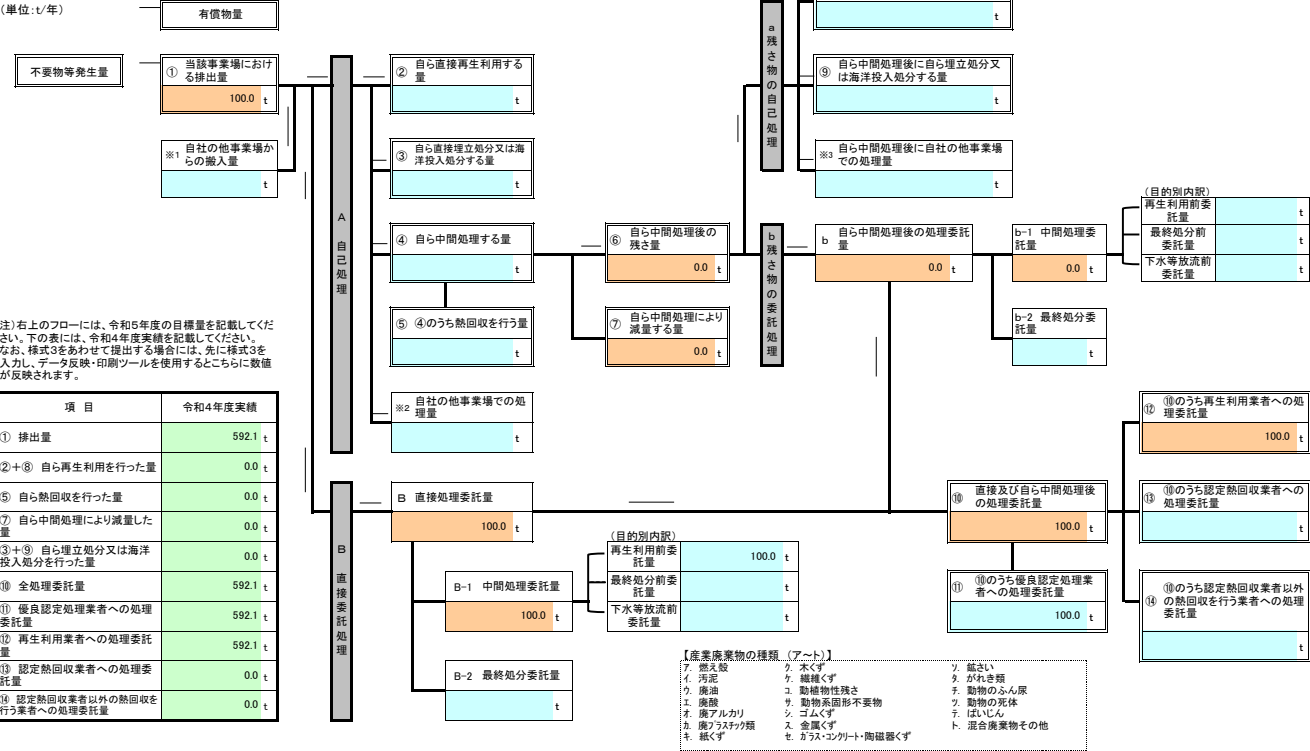 (単位:t/年)
有償物量
不要物等発生量
① 当該事業場におけ
る排出量
100.0 t
※1 自社の他事業場か
らの搬入量
t
A 自己処理
② 自ら直接再生利用する
量
t
③ 自ら直接埋立処分又は海
洋投入処分する量
t
④ 自ら中間処理する量
t
⑤ ④のうち熱回収を行う量
t
※2 自社の他事業場での処
理量
t
⑥ 自ら中間処理後の
残さ量
0.0 t
⑦ 自ら中間処理により
減量する量
0.0 t
a 残さ物の自己処理
t
⑨ 自ら中間処理後に自ら埋立処分又
は海洋投入処分する量
t
※3 自ら中間処理後に自社の他事業場
での処理量
t
b 残さ物の委託処理
b 自ら中間処理後の処理委託
量
0.0 t
b-1 中間処理委
託量
0.0 t
b-2 最終処分委
託量
t
(目的別内訳)
再生利用前委
託量
t
最終処分前
委託量
t
下水等放流前
委託量
t
注)右上のフローには、令和5年度の目標量を記載してくだ
さい。下の表には、令和4年度実績を記載してください。
なお、様式3をあわせて提出する場合には、先に様式3を
入力し、データ反映・印刷ツールを使用するとこちらに数値
が反映されます。
項 目 令和4年度実績
① 排出量 592.1 t
②+⑧ 自ら再生利用を行った量 0.0 t
⑤ 自ら熱回収を行った量 0.0 t
⑦ 自ら中間処理により減量した
量 0.0 t
③+⑨ 自ら埋立処分又は海洋
投入処分を行った量 0.0 t
⑩ 全処理委託量 592.1 t
⑪ 優良認定処理業者への処理
委託量 592.1 t
⑫ 再生利用業者への処理委託
量 592.1 t
⑬ 認定熱回収業者への処理委
託量 0.0 t
⑭ 認定熱回収業者以外の熱回収を
行う業者への処理委託量 0.0 t
B 直接委託処理
B 直接処理委託量
100.0 t
B-1 中間処理委託量
100.0 t
B-2 最終処分委託量
t
(目的別内訳)
再生利用前委
託量
100.0 t
最終処分前委
託量
t
下水等放流前
委託量
t
⑩ 直接及び自ら中間処理後
の処理委託量
100.0 t
⑪ ⑩のうち優良認定処理業
者への処理委託量
100.0 t
⑫ ⑩のうち再生利用業者への処
理委託量
100.0 t
⑬ ⑩のうち認定熱回収業者への
処理委託量
t
⑭ ⑩のうち認定熱回収業者以外
の熱回収を行う業者への処理
委託量
t
【産業廃棄物の種類 (ア~ト)】
ア. 燃え殻 ク. 木くず ソ. 鉱さい
イ. 汚泥 ケ. 繊維くず タ. がれき類
ウ. 廃油 コ. 動植物性残さ チ. 動物のふん尿
エ. 廃酸 サ. 動物系固形不要物 ツ. 動物の死体
オ. 廃アルカリ シ. ゴムくず テ. ばいじん
カ. 廃プラスチック類 ス. 金属くず ト. 混合廃棄物その他
キ. 紙くず セ. ガラス・コンクリート・陶磁器くず